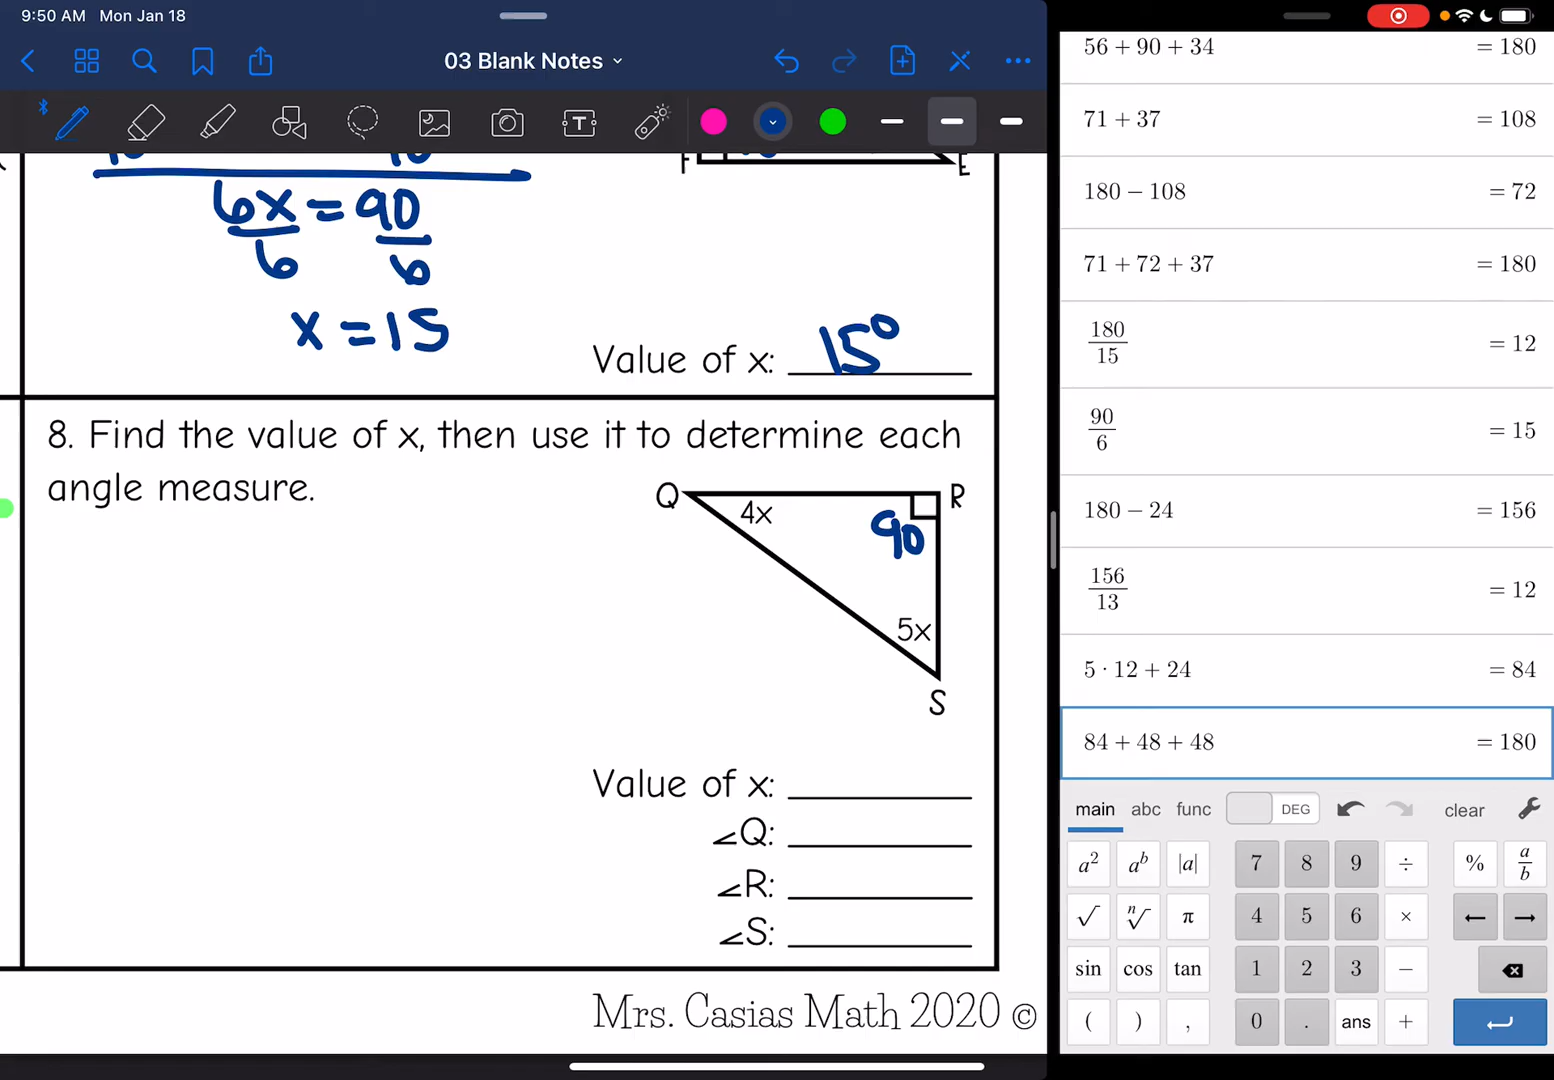 9:50 AM Mon Jan 18
03 Blank Notes
T
F
E
6x = 90
6 6
x = 15
Value of x: 15°
8. Find the value of x, then use it to determine each
angle measure.
Q
R
4x
90
5x
S
Value of x:
∠Q:
∠R:
∠S:
Mrs. Casias Math 2020 ©
56 + 90 + 34 = 180
71 + 37 = 108
180 − 108 = 72
71 + 72 + 37 = 180
180/15 = 12
90/6 = 15
180 − 24 = 156
156/13 = 12
5 · 12 + 24 = 84
84 + 48 + 48 = 180
main abc func DEG clear
a² aᵇ |a| 7 8 9 ÷ % a/b
√ ⁿ√ π 4 5 6 × ← →
sin cos tan 1 2 3 −
( ) , 0 . ans +